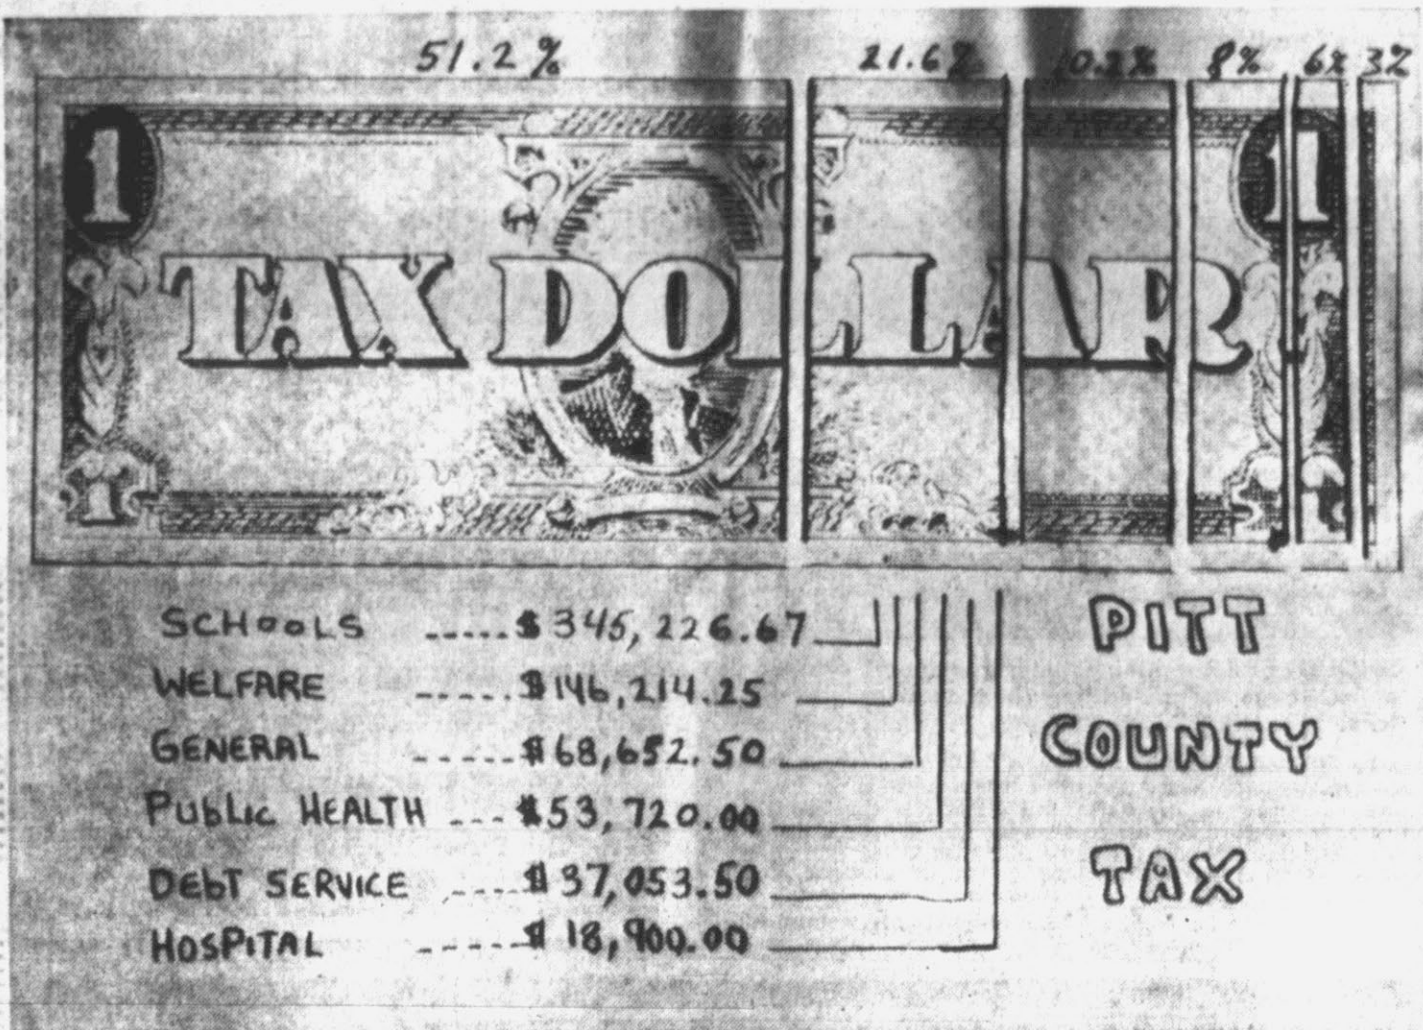 51.2% 21.6% 10.2% 8% 6% 3%
1 1
TAX DOLLAR
1
SCHOOLS ..... $345,226.67
WELFARE ..... $146,214.25
GENERAL ..... $68,652.50
PUBLIC HEALTH ... $53,720.00
DEBT SERVICE .... $37,053.50
HOSPITAL ..... $18,900.00
PITT
COUNTY
TAX